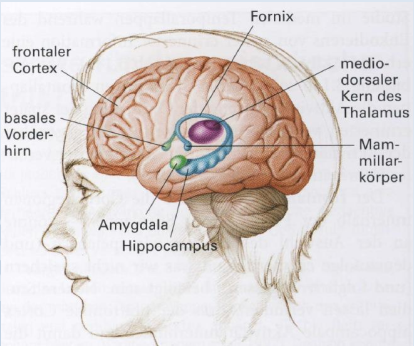 Fornix
frontaler
Cortex
medio-
dorsaler
Kern des
Thalamus
basales
Vorder-
hirn
Mam-
millar-
körper
Amygdala
Hippocampus